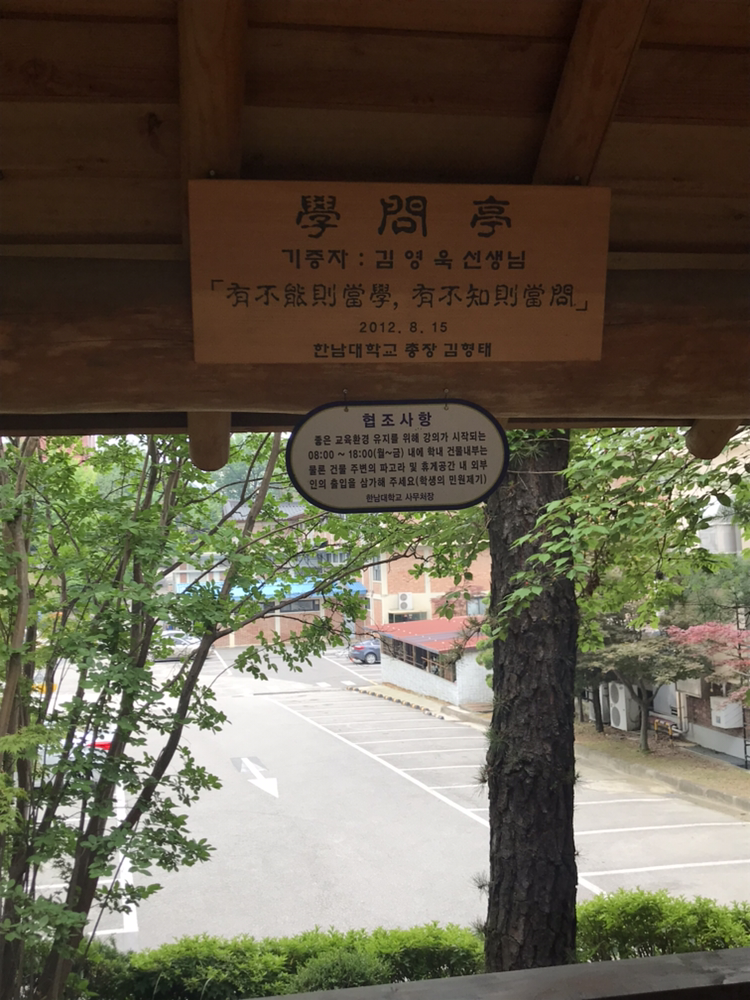 學問亭
기증자 : 김영욱선생님
「有不能則當學, 有不知則當問」
2012. 8. 15
한남대학교 총장 김형태
협조사항
좋은 교육환경 유지를 위해 강의가 시작되는
08:00 ~ 18:00(월~금) 내에 학내 건물내부는
물론 건물 주변의 파고라 및 휴게공간 내 외부
인의 출입을 삼가해 주세요(학생의 민원제기)
한남대학교 사무처장